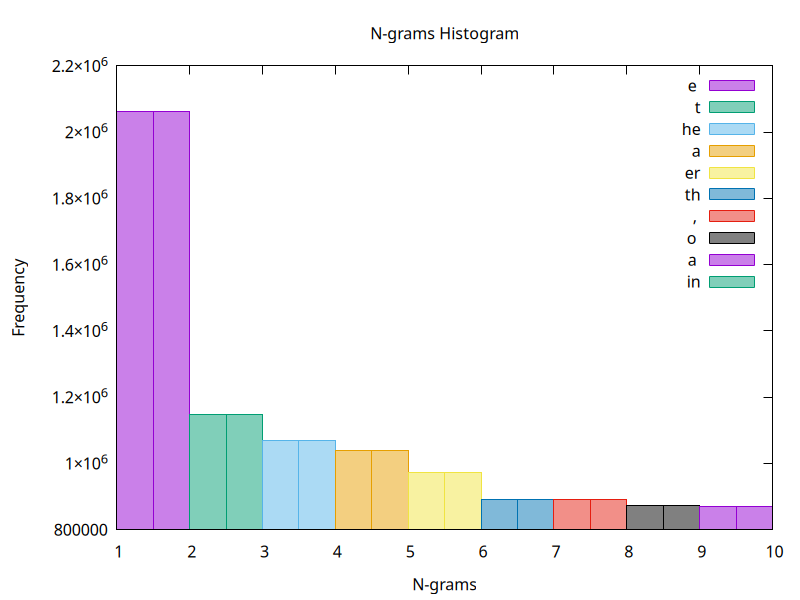 N-grams Histogram
2.2×10⁶
2×10⁶
1.8×10⁶
1.6×10⁶
1.4×10⁶
1.2×10⁶
1×10⁶
800000
Frequency
e
t
he
a
er
th
,
o
a
in
1 2 3 4 5 6 7 8 9 10
N-grams